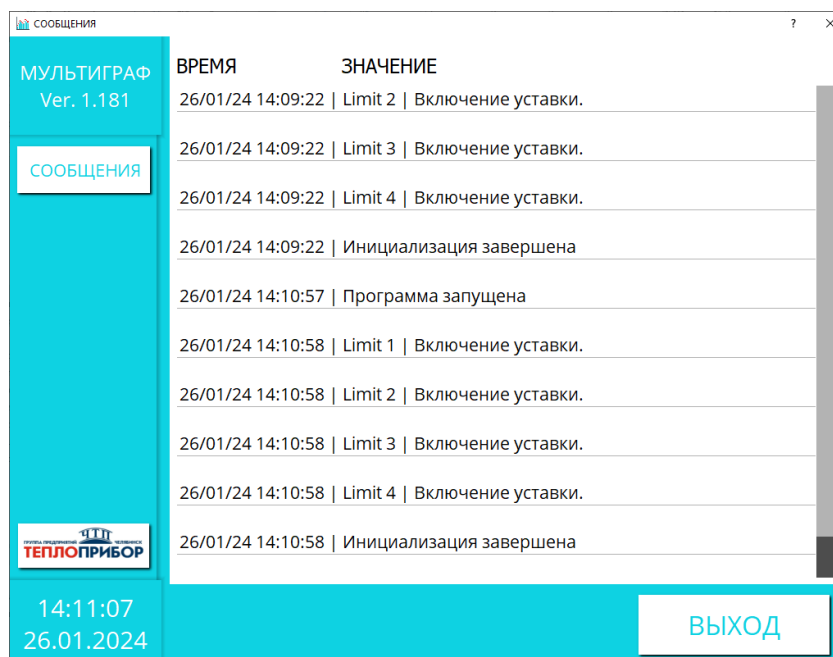 СООБЩЕНИЯ
? ×
МУЛЬТИГРАФ
Ver. 1.181
СООБЩЕНИЯ
ВРЕМЯ ЗНАЧЕНИЕ
26/01/24 14:09:22 | Limit 2 | Включение уставки.
26/01/24 14:09:22 | Limit 3 | Включение уставки.
26/01/24 14:09:22 | Limit 4 | Включение уставки.
26/01/24 14:09:22 | Инициализация завершена
26/01/24 14:10:57 | Программа запущена
26/01/24 14:10:58 | Limit 1 | Включение уставки.
26/01/24 14:10:58 | Limit 2 | Включение уставки.
26/01/24 14:10:58 | Limit 3 | Включение уставки.
26/01/24 14:10:58 | Limit 4 | Включение уставки.
26/01/24 14:10:58 | Инициализация завершена
ЧТП
ГРУППА ПРЕДПРИЯТИЙ ЧЕЛЯБИНСК
ТЕПЛОПРИБОР
14:11:07
26.01.2024
ВЫХОД